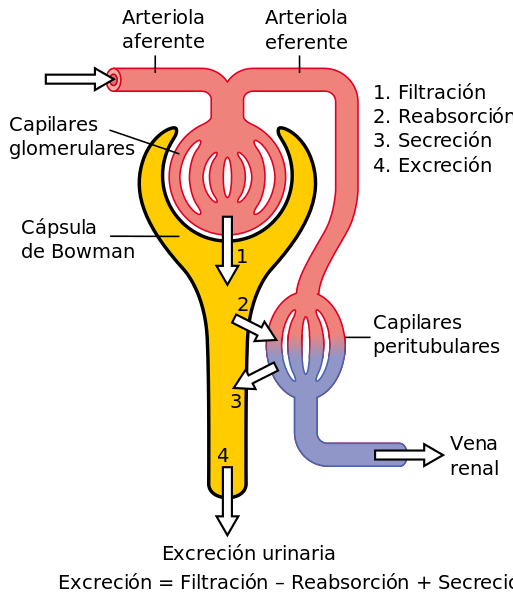 Arteriola
aferente
Arteriola
eferente
1. Filtración
2. Reabsorción
3. Secreción
4. Excreción
Capilares
glomerulares
Cápsula
de Bowman
1
2
3
4
Capilares
peritubulares
Vena
renal
Excreción urinaria
Excreción = Filtración – Reabsorción + Secreció